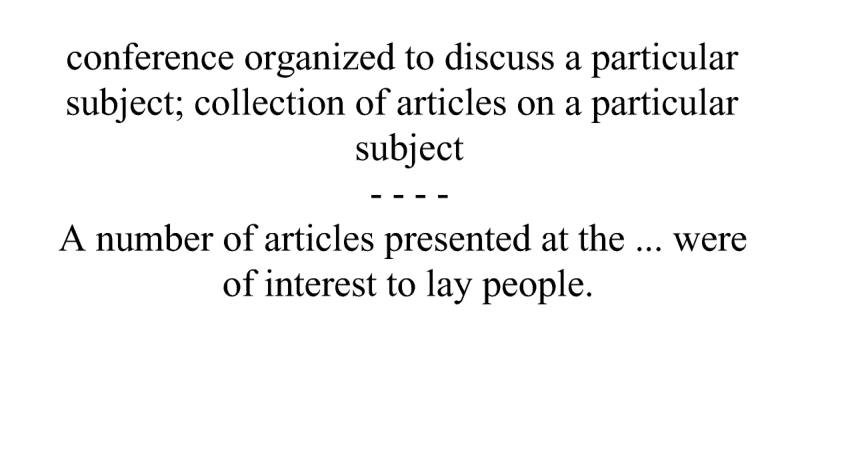 conference organized to discuss a particular
subject; collection of articles on a particular
subject
- - - -
A number of articles presented at the ... were
of interest to lay people.